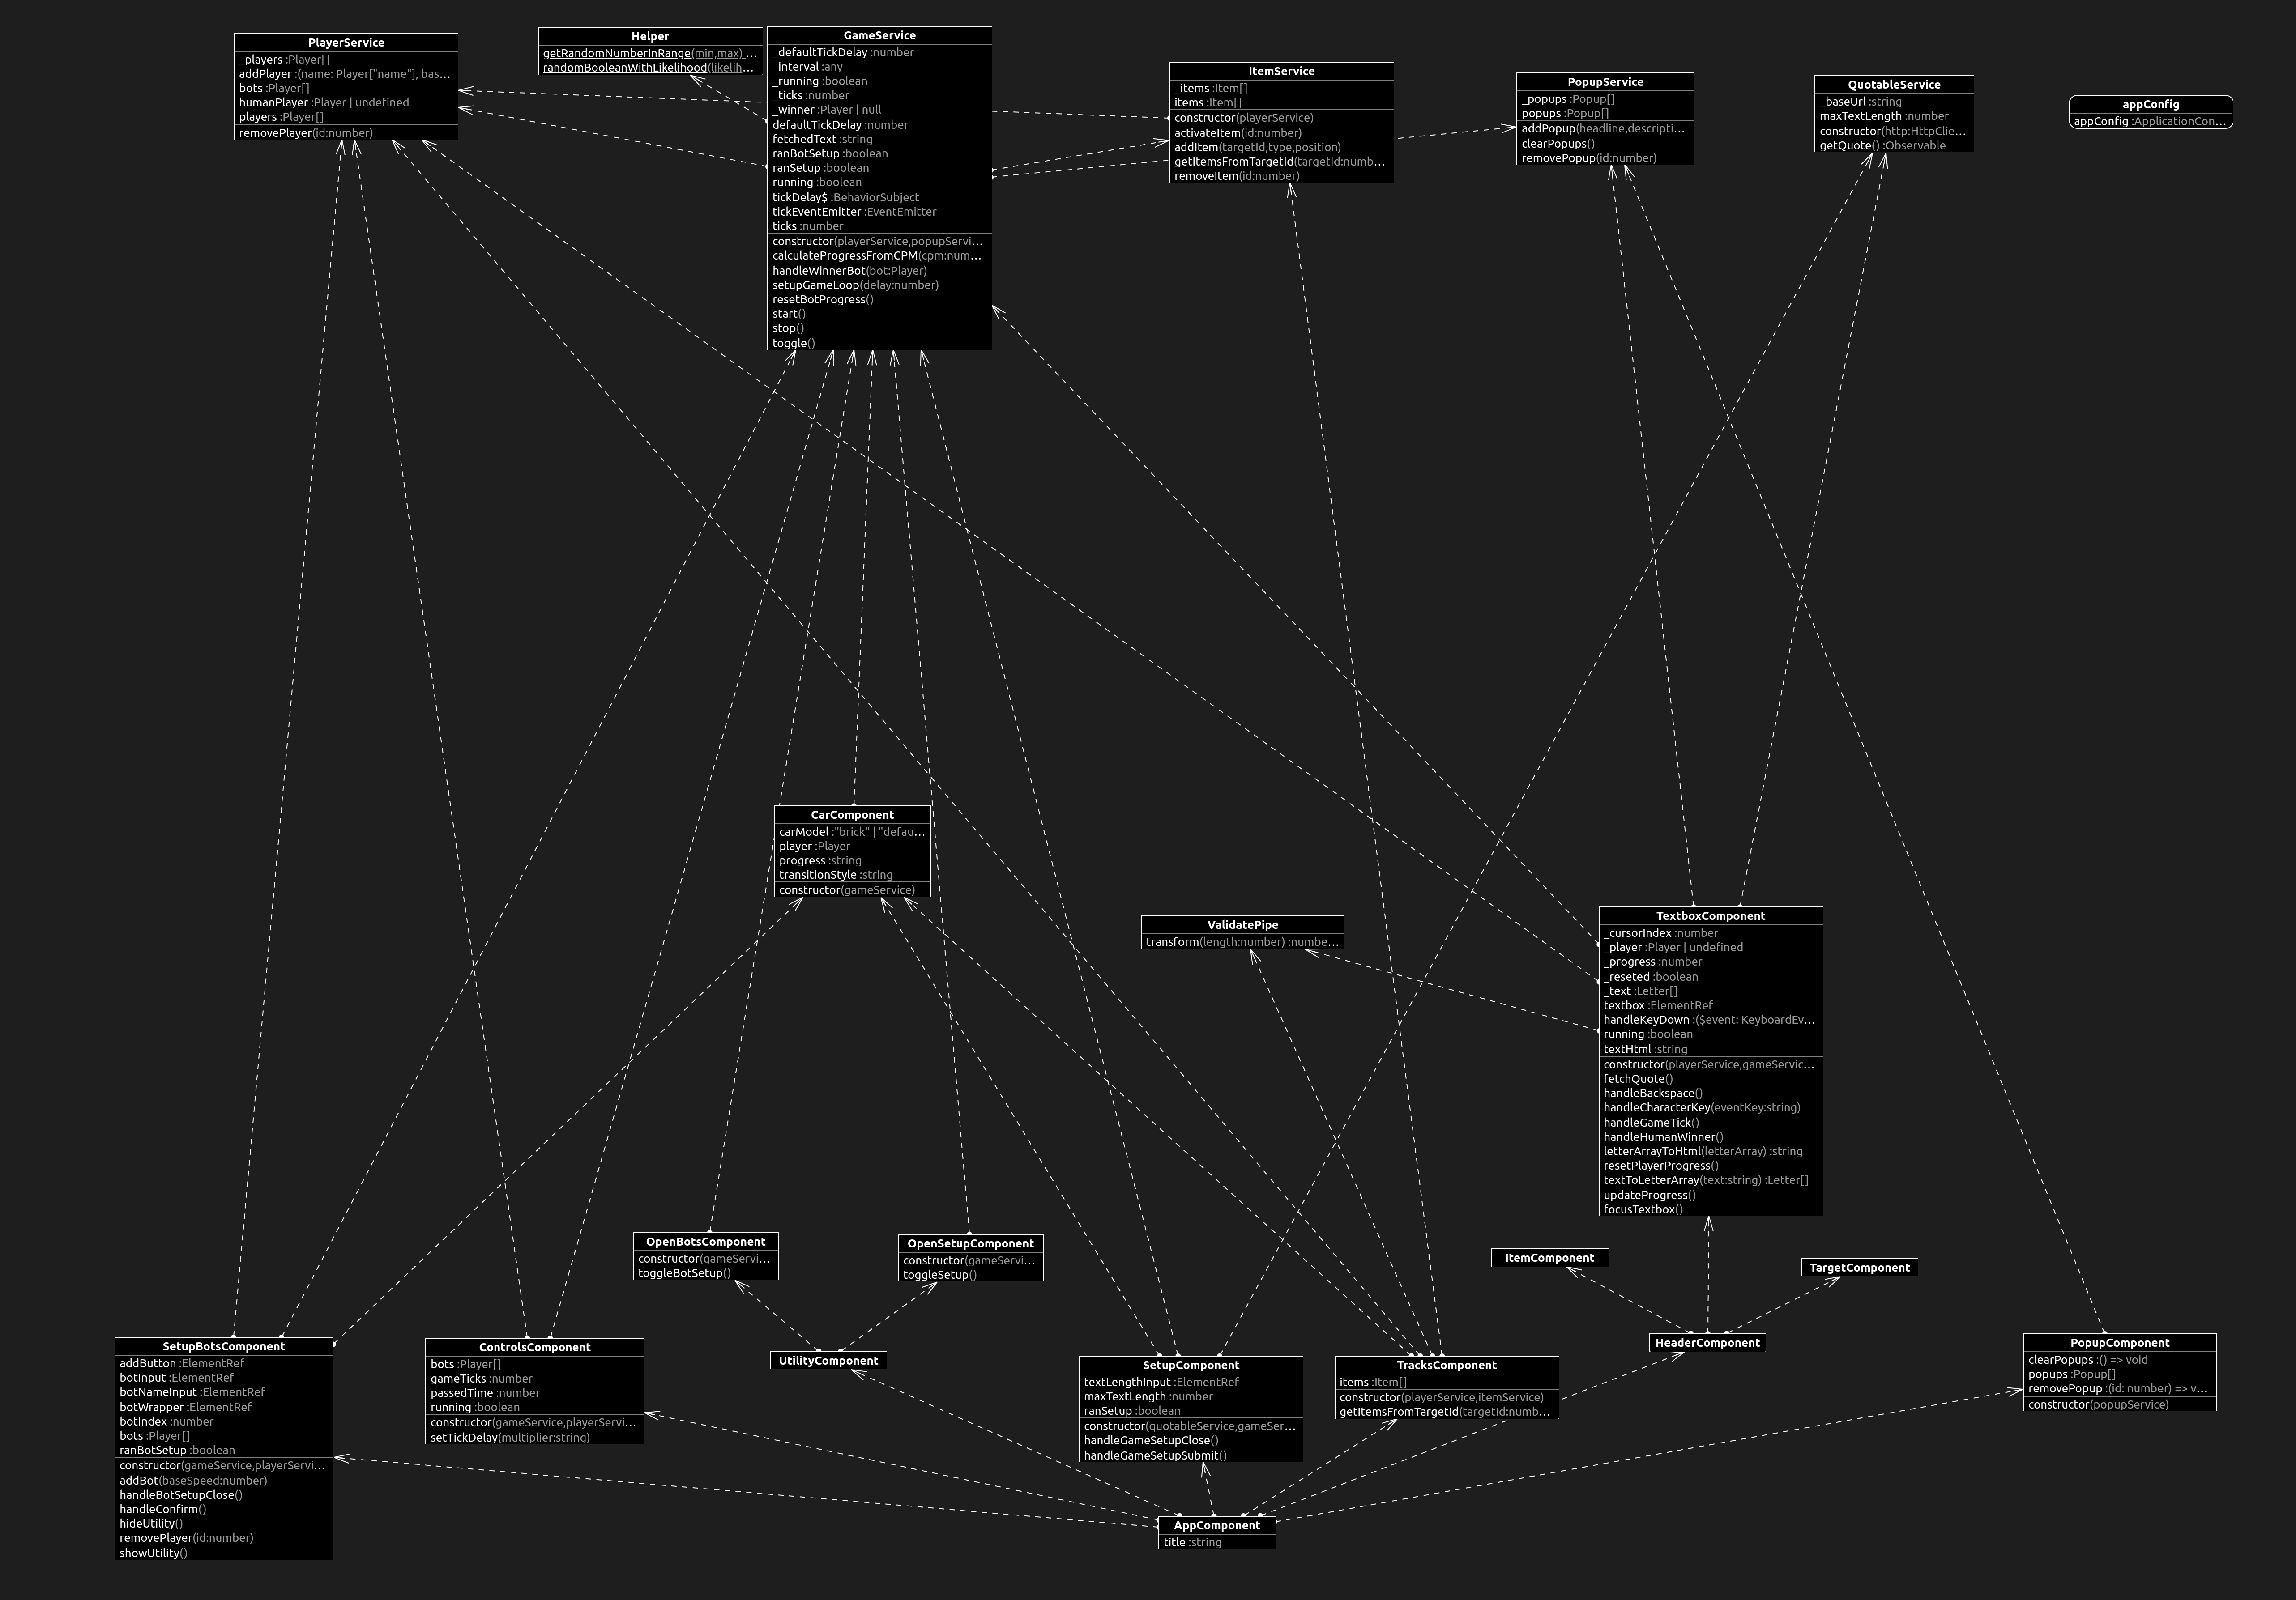 PlayerService
_players :Player[]
addPlayer :(name: Player["name"], bas...
bots :Player[]
humanPlayer :Player | undefined
players :Player[]
removePlayer(id:number)
Helper
getRandomNumberInRange(min,max) ...
randomBooleanWithLikelihood(likelih...
GameService
_defaultTickDelay :number
_interval :any
_running :boolean
_ticks :number
_winner :Player | null
defaultTickDelay :number
fetchedText :string
ranBotSetup :boolean
ranSetup :boolean
running :boolean
tickDelay$ :BehaviorSubject
tickEventEmitter :EventEmitter
ticks :number
constructor(playerService,popupServi...
calculateProgressFromCPM(cpm:num...
handleWinnerBot(bot:Player)
setupGameLoop(delay:number)
resetBotProgress()
start()
stop()
toggle()
ItemService
_items :Item[]
items :Item[]
constructor(playerService)
activateItem(id:number)
addItem(targetId,type,position)
getItemsFromTargetId(targetId:numb...
removeItem(id:number)
PopupService
_popups :Popup[]
popups :Popup[]
addPopup(headline,descripti...
clearPopups()
removePopup(id:number)
QuotableService
_baseUrl :string
maxTextLength :number
constructor(http:HttpClie...
getQuote() :Observable
appConfig
appConfig :ApplicationCon...
CarComponent
carModel :"brick" | "defau...
player :Player
progress :string
transitionStyle :string
constructor(gameService)
ValidatePipe
transform(length:number) :numbe...
TextboxComponent
_cursorIndex :number
_player :Player | undefined
_progress :number
_reseted :boolean
_text :Letter[]
textbox :ElementRef
handleKeyDown :($event: KeyboardEv...
running :boolean
textHtml :string
constructor(playerService,gameServic...
fetchQuote()
handleBackspace()
handleCharacterKey(eventKey:string)
handleGameTick()
handleHumanWinner()
letterArrayToHtml(letterArray) :string
resetPlayerProgress()
textToLetterArray(text:string) :Letter[]
updateProgress()
focusTextbox()
OpenBotsComponent
constructor(gameServi...
toggleBotSetup()
OpenSetupComponent
constructor(gameServi...
toggleSetup()
ItemComponent
TargetComponent
SetupBotsComponent
addButton :ElementRef
botInput :ElementRef
botNameInput :ElementRef
botWrapper :ElementRef
botIndex :number
bots :Player[]
ranBotSetup :boolean
constructor(gameService,playerServi...
addBot(baseSpeed:number)
handleBotSetupClose()
handleConfirm()
hideUtility()
removePlayer(id:number)
showUtility()
ControlsComponent
bots :Player[]
gameTicks :number
passedTime :number
running :boolean
constructor(gameService,playerServi...
setTickDelay(multiplier:string)
UtilityComponent
SetupComponent
textLengthInput :ElementRef
maxTextLength :number
ranSetup :boolean
constructor(quotableService,gameSer...
handleGameSetupClose()
handleGameSetupSubmit()
TracksComponent
items :Item[]
constructor(playerService,itemService)
getItemsFromTargetId(targetId:numb...
HeaderComponent
PopupComponent
clearPopups :() => void
popups :Popup[]
removePopup :(id: number) => v...
constructor(popupService)
AppComponent
title :string